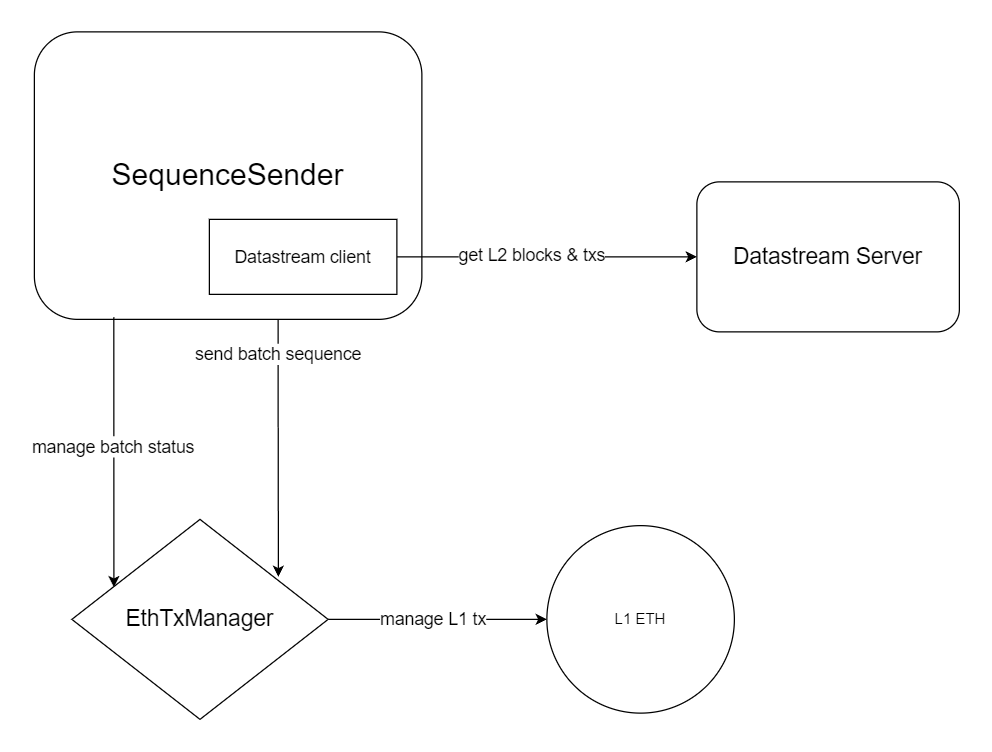 SequenceSender
Datastream client
get L2 blocks & txs
Datastream Server
send batch sequence
manage batch status
EthTxManager
manage L1 tx
L1 ETH